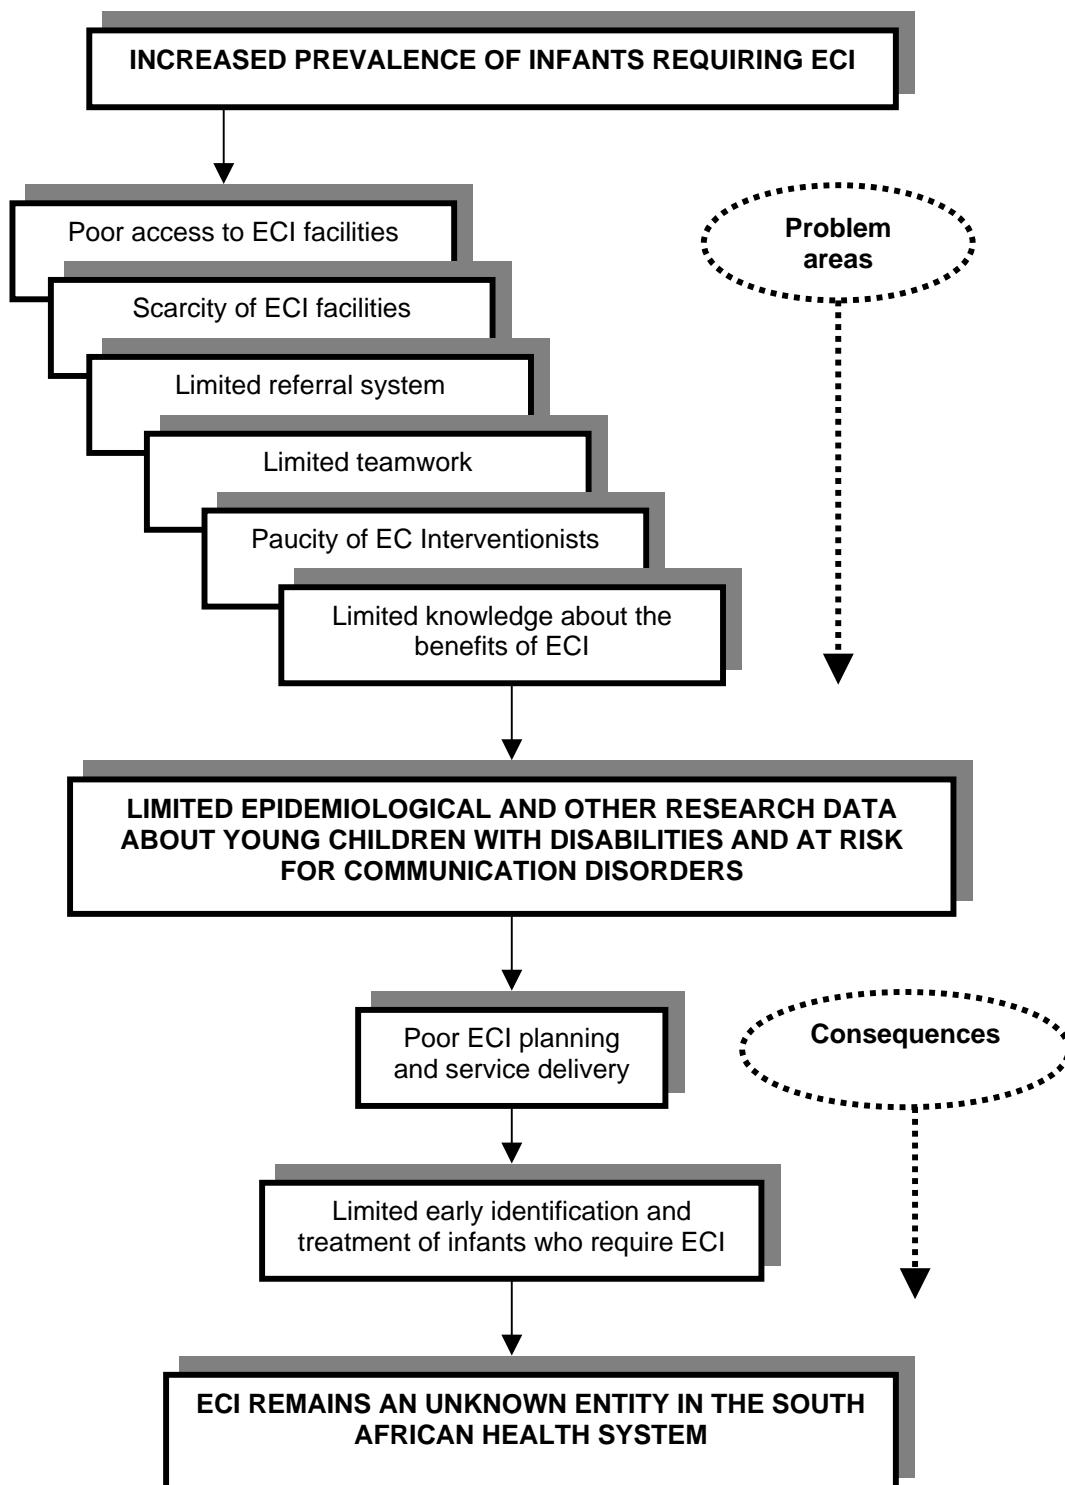 INCREASED PREVALENCE OF INFANTS REQUIRING ECI
Poor access to ECI facilities
Problem
areas
Scarcity of ECI facilities
Limited referral system
Limited teamwork
Paucity of EC Interventionists
Limited knowledge about the
benefits of ECI
LIMITED EPIDEMIOLOGICAL AND OTHER RESEARCH DATA
ABOUT YOUNG CHILDREN WITH DISABILITIES AND AT RISK
FOR COMMUNICATION DISORDERS
Poor ECI planning
and service delivery
Consequences
Limited early identification and
treatment of infants who require ECI
ECI REMAINS AN UNKNOWN ENTITY IN THE SOUTH
AFRICAN HEALTH SYSTEM